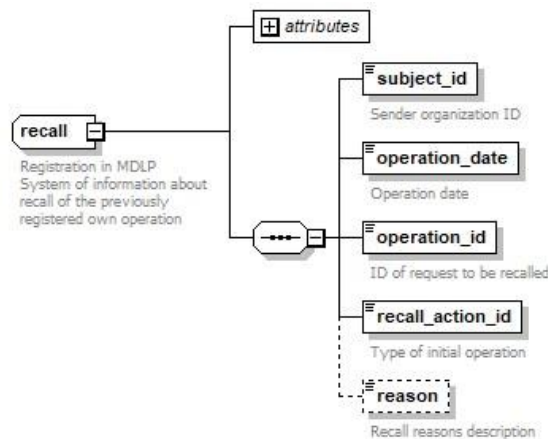 attributes
subject_id
Sender organization ID
recall
operation_date
Registration in MDLP
System of information about
recall of the previously
registered own operation
Operation date
operation_id
ID of request to be recalled
recall_action_id
Type of initial operation
reason
Recall reasons description